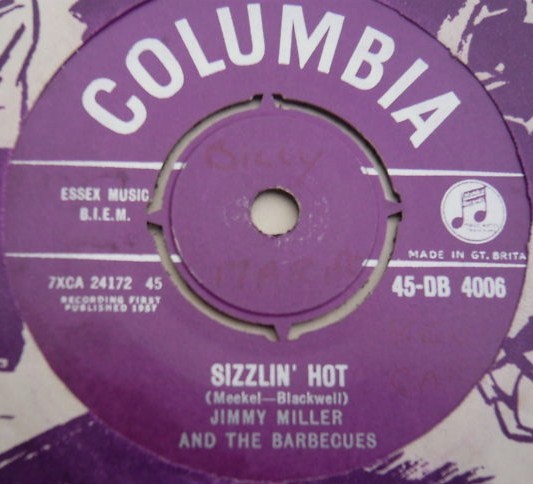 COLUMBIA
Billy
ESSEX MUSIC
B.I.E.M.
MADE IN GT. BRITA
7XCA 24172 45
45-DB 4006
RECORDING FIRST
PUBLISHED 1957
SIZZLIN' HOT
(Meekel—Blackwell)
JIMMY MILLER
AND THE BARBECUES